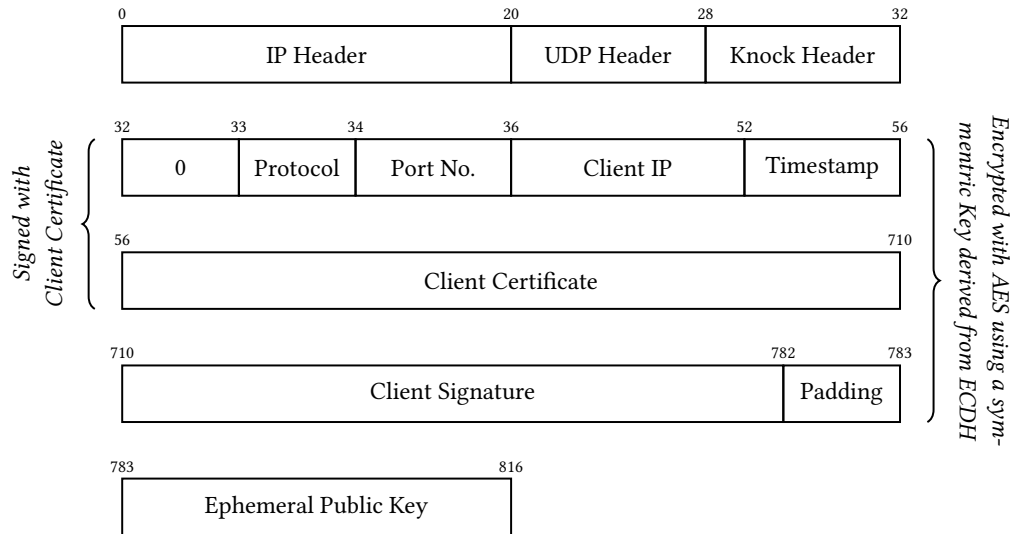 0 20 28 32
IP Header UDP Header Knock Header
32 33 34 36 52 56
0 Protocol Port No. Client IP Timestamp
Signed with
Client Certificate
56 710
Client Certificate
710 782 783
Client Signature Padding
Encrypted with AES using a sym-
mentric Key derived from ECDH
783 816
Ephemeral Public Key